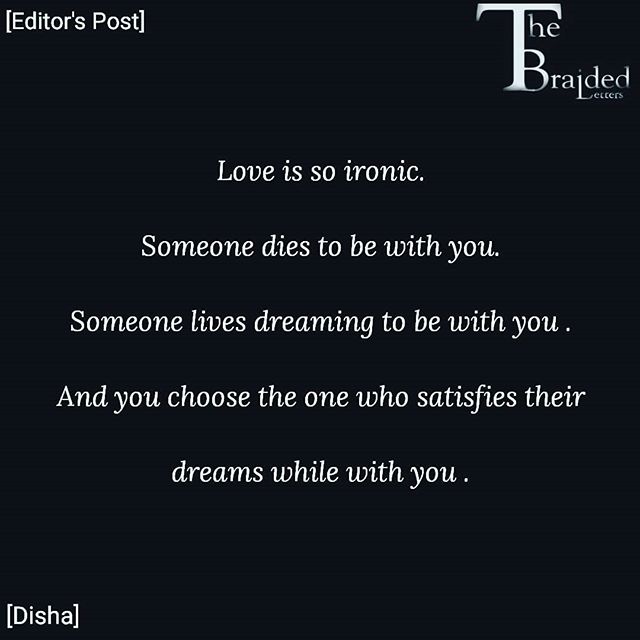 [Editor's Post]
The
Braided
Letters
Love is so ironic.
Someone dies to be with you.
Someone lives dreaming to be with you .
And you choose the one who satisfies their
dreams while with you .
[Disha]